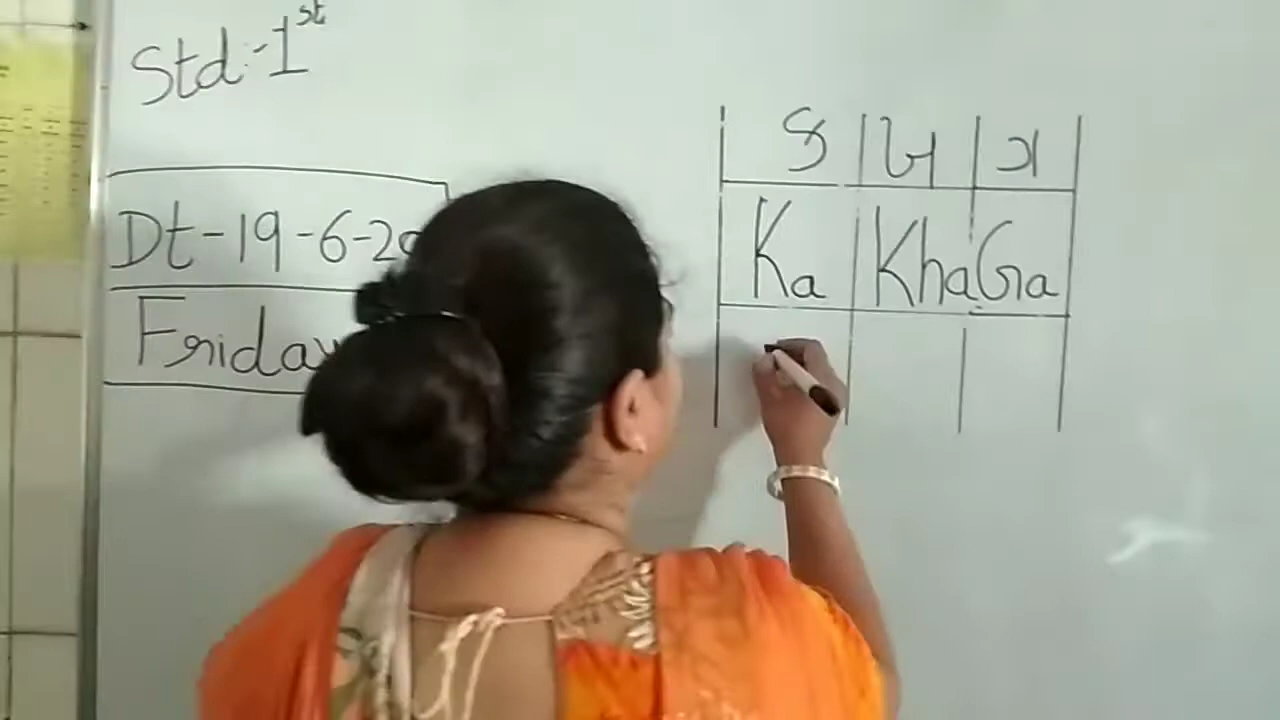 Std:-1st
Dt-19-6-20
Friday
ક ખ ગ
Ka Kha Ga